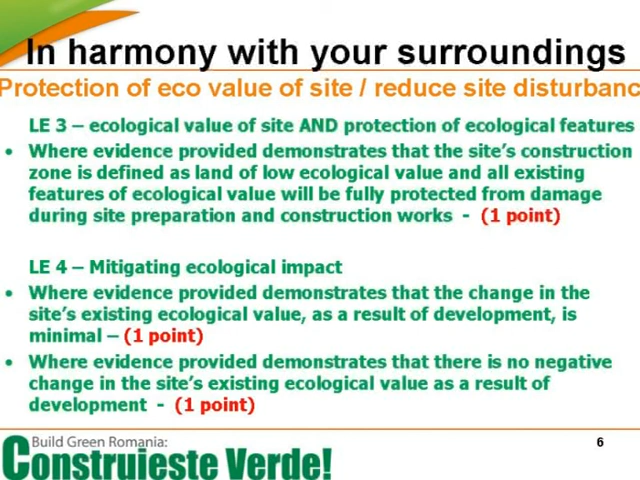 In harmony with your surroundings
Protection of eco value of site / reduce site disturbanc
LE 3 – ecological value of site AND protection of ecological features
• Where evidence provided demonstrates that the site's construction
zone is defined as land of low ecological value and all existing
features of ecological value will be fully protected from damage
during site preparation and construction works - (1 point)
LE 4 – Mitigating ecological impact
• Where evidence provided demonstrates that the change in the
site's existing ecological value, as a result of development, is
minimal – (1 point)
• Where evidence provided demonstrates that there is no negative
change in the site's existing ecological value as a result of
development - (1 point)
Build Green Romania:
Construieste Verde!
6